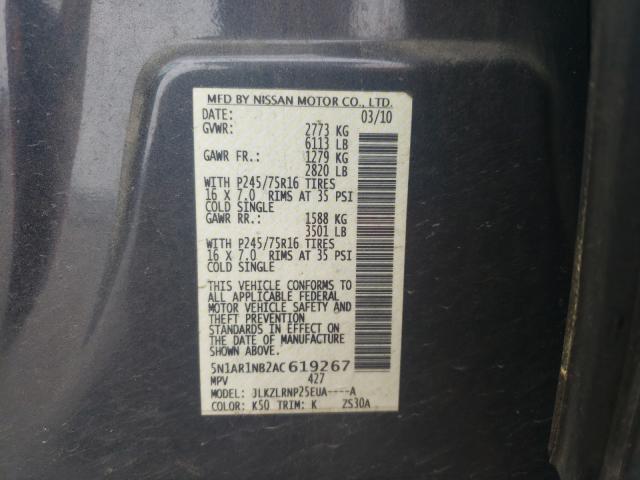 MFD BY NISSAN MOTOR CO., LTD.
DATE: 03/10
GVWR: 2773 KG
6113 LB
GAWR FR.: 1279 KG
2820 LB
WITH P245/75R16 TIRES
16 X 7.0 RIMS AT 35 PSI
COLD SINGLE
GAWR RR.: 1588 KG
3501 LB
WITH P245/75R16 TIRES
16 X 7.0 RIMS AT 35 PSI
COLD SINGLE
THIS VEHICLE CONFORMS TO
ALL APPLICABLE FEDERAL
MOTOR VEHICLE SAFETY AND
THEFT PREVENTION
STANDARDS IN EFFECT ON
THE DATE OF MANUFACTURE
SHOWN ABOVE.
5N1AR1NB2AC619267
MPV 427
MODEL: JLKZLRNP25EUA----A
COLOR: K50 TRIM: K ZS30A